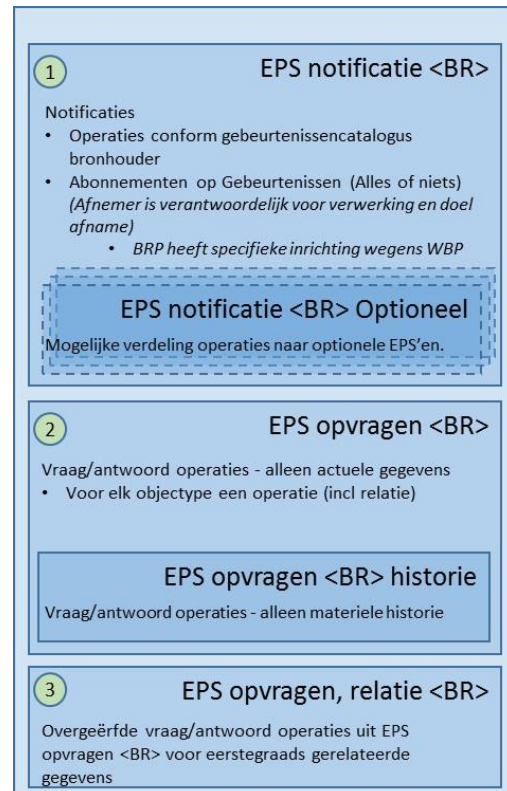 1
EPS notificatie <BR>
Notificaties
• Operaties conform gebeurtenissencatalogus
bronhouder
• Abonnementen op Gebeurtenissen (Alles of niets)
(Afnemer is verantwoordelijk voor verwerking en doel
afname)
• BRP heeft specifieke inrichting wegens WBP
EPS notificatie <BR> Optioneel
Mogelijke verdeling operaties naar optionele EPS'en.
2
EPS opvragen <BR>
Vraag/antwoord operaties - alleen actuele gegevens
• Voor elk objectype een operatie (incl relatie)
EPS opvragen <BR> historie
Vraag/antwoord operaties - alleen materiele historie
3
EPS opvragen, relatie <BR>
Overgeërfde vraag/antwoord operaties uit EPS
opvragen <BR> voor eerstegraads gerelateerde
gegevens